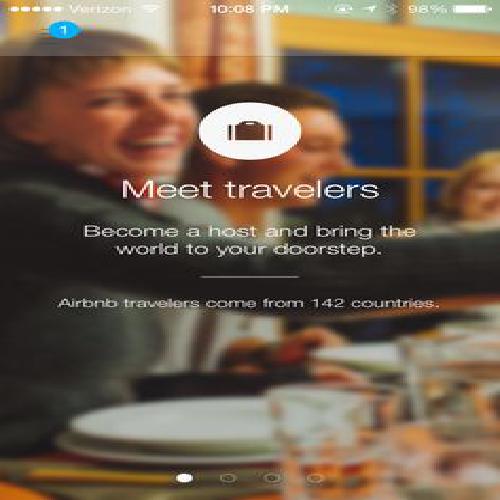 Verizon 10:08 PM 98%
1
Meet travelers
Become a host and bring the
world to your doorstep.
Airbnb travelers come from 142 countries.